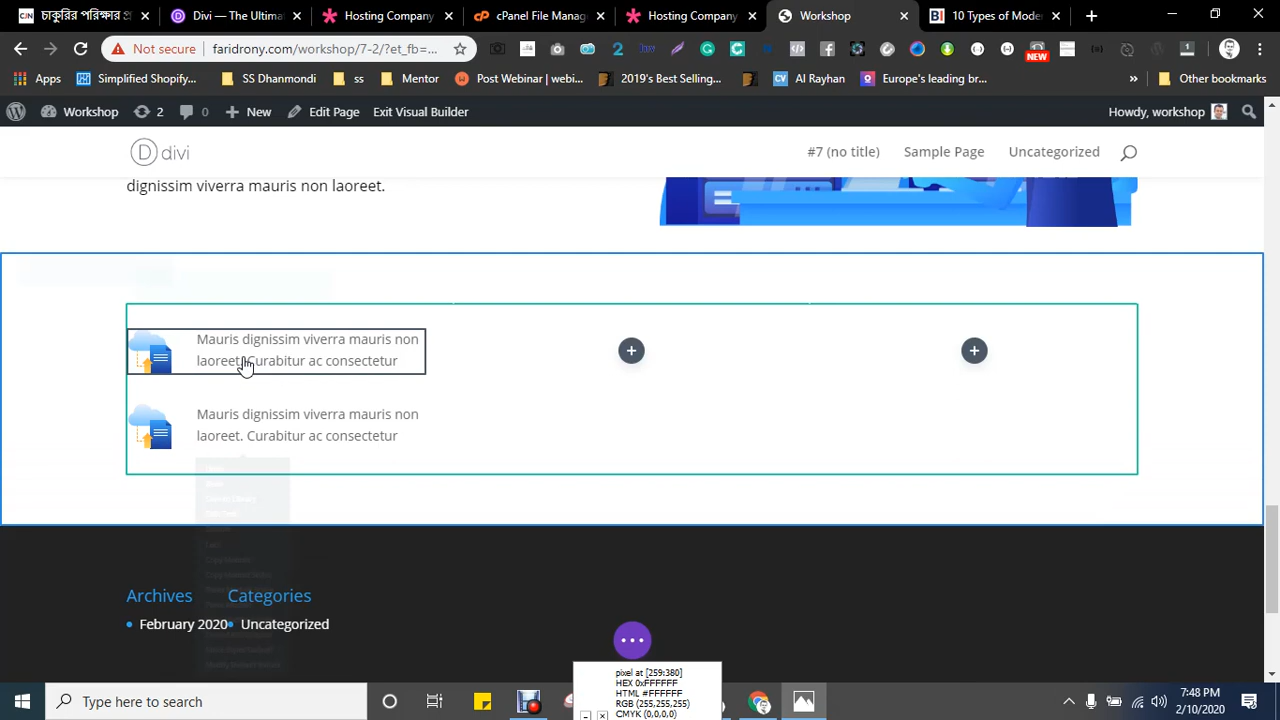 চাকুরির পরিক্ষার
Divi — The Ultimat
Hosting Company
cPanel File Manag
Hosting Company
Workshop
BI
10 Types of Moder
Not secure
faridrony.com/workshop/7-2/?et_fb=...
NEW
1
Apps
Simplified Shopify...
SS Dhanmondi
ss
Mentor
Post Webinar | webi...
2019's Best Selling...
CV
Al Rayhan
Europe's leading br...
Other bookmarks
Workshop
2
0
New
Edit Page
Exit Visual Builder
Howdy, workshop
D divi
#7 (no title)
Sample Page
Uncategorized
dignissim viverra mauris non laoreet.
Mauris dignissim viverra mauris non
laoreet. Curabitur ac consectetur
Mauris dignissim viverra mauris non
laoreet. Curabitur ac consectetur
Archives
Categories
February 2020
Uncategorized
pixel at [259:380]
HEX 0xFFFFFF
HTML #FFFFFF
RGB (255,255,255)
CMYK (0,0,0,0)
Type here to search
7:48 PM
2/10/2020